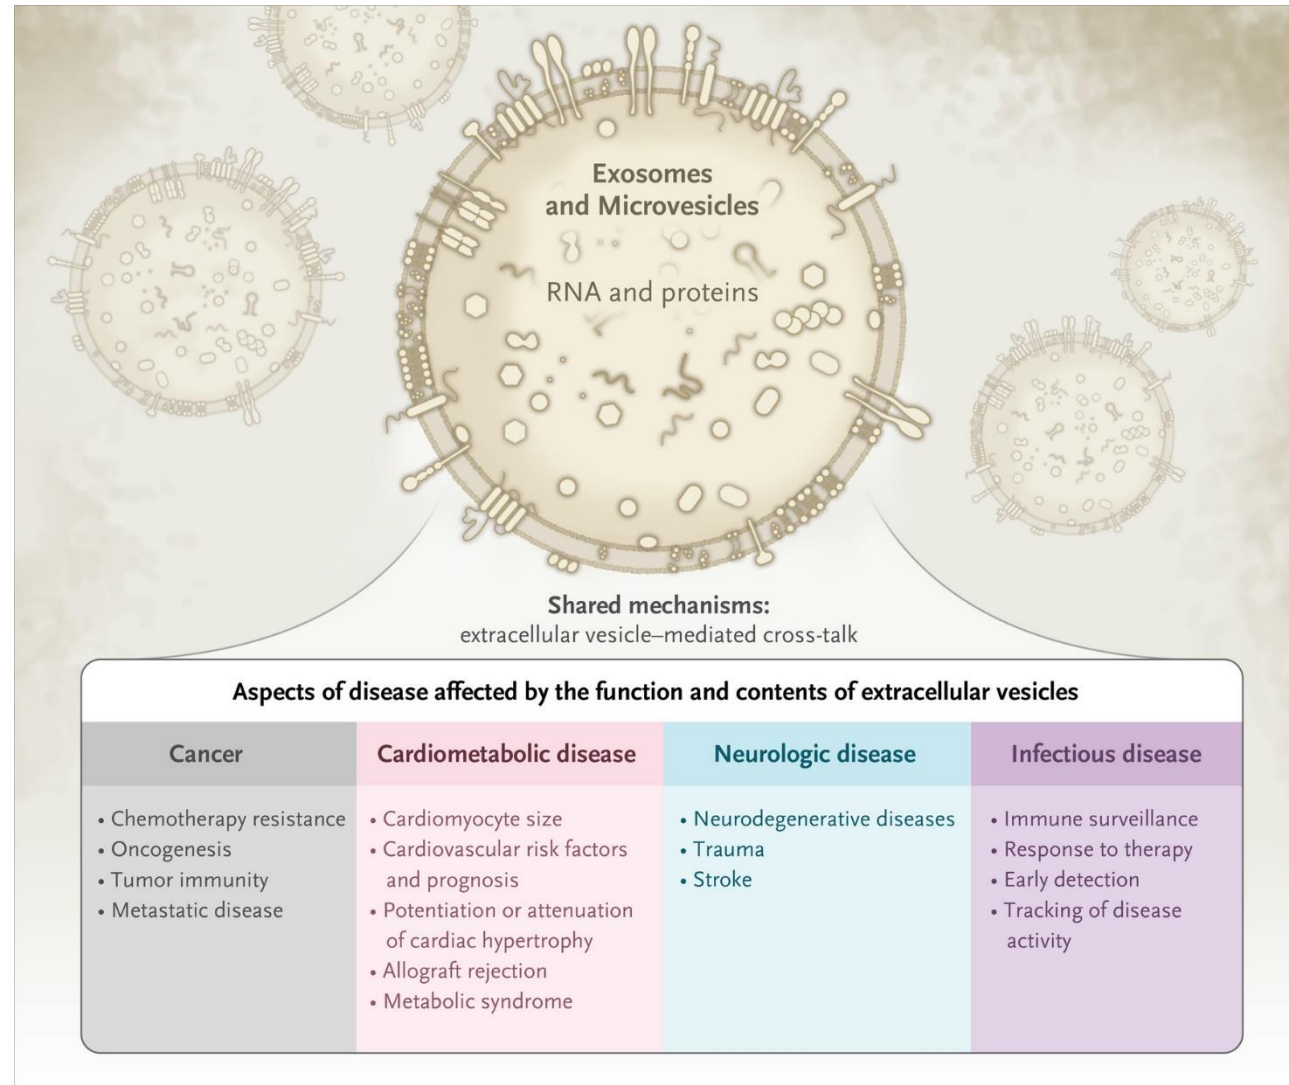 Exosomes
and Microvesicles
RNA and proteins
Shared mechanisms:
extracellular vesicle–mediated cross-talk
Aspects of disease affected by the function and contents of extracellular vesicles
Cancer
• Chemotherapy resistance
• Oncogenesis
• Tumor immunity
• Metastatic disease
Cardiometabolic disease
• Cardiomyocyte size
• Cardiovascular risk factors
and prognosis
• Potentiation or attenuation
of cardiac hypertrophy
• Allograft rejection
• Metabolic syndrome
Neurologic disease
• Neurodegenerative diseases
• Trauma
• Stroke
Infectious disease
• Immune surveillance
• Response to therapy
• Early detection
• Tracking of disease
activity